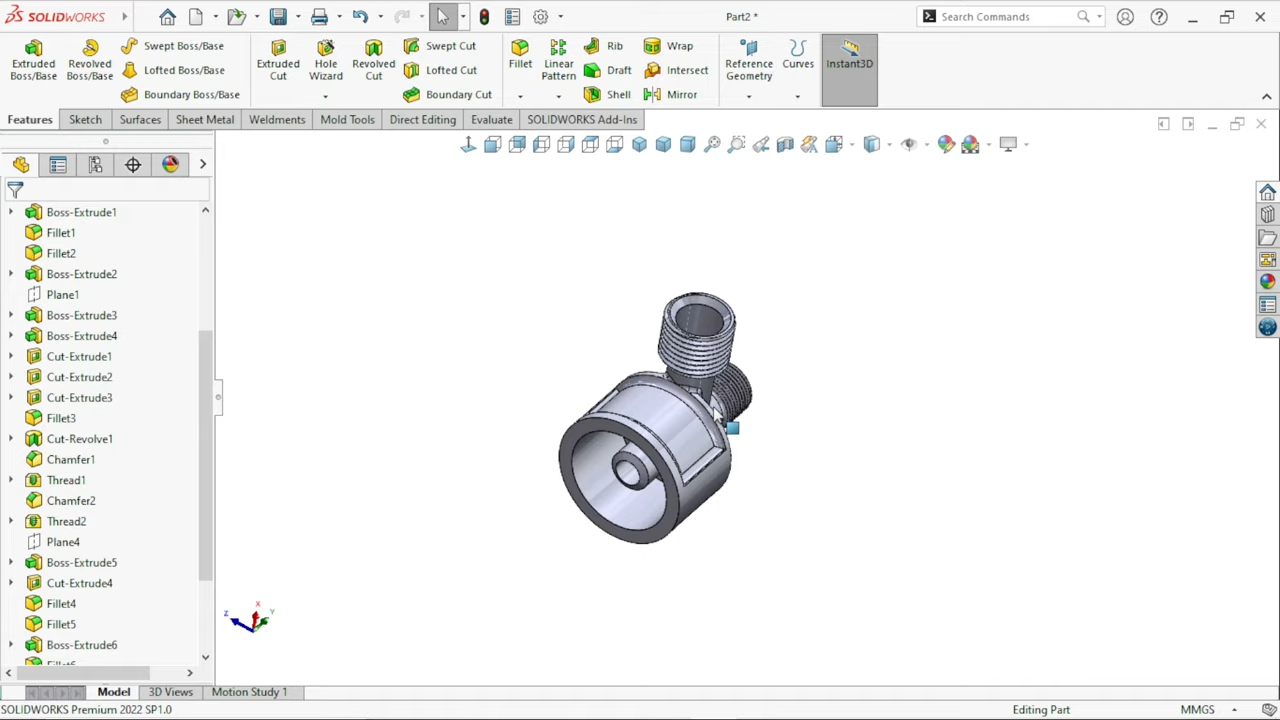 SOLIDWORKS
Part2 *
Search Commands
Extruded Boss/Base
Revolved Boss/Base
Swept Boss/Base
Lofted Boss/Base
Boundary Boss/Base
Extruded Cut
Hole Wizard
Revolved Cut
Swept Cut
Lofted Cut
Boundary Cut
Fillet
Linear Pattern
Rib
Draft
Shell
Wrap
Intersect
Mirror
Reference Geometry
Curves
Instant3D
Features
Sketch
Surfaces
Sheet Metal
Weldments
Mold Tools
Direct Editing
Evaluate
SOLIDWORKS Add-Ins
Boss-Extrude1
Fillet1
Fillet2
Boss-Extrude2
Plane1
Boss-Extrude3
Boss-Extrude4
Cut-Extrude1
Cut-Extrude2
Cut-Extrude3
Fillet3
Cut-Revolve1
Chamfer1
Thread1
Chamfer2
Thread2
Plane4
Boss-Extrude5
Cut-Extrude4
Fillet4
Fillet5
Boss-Extrude6
Fillet6
X
Y
Z
Model
3D Views
Motion Study 1
SOLIDWORKS Premium 2022 SP1.0
Editing Part
MMGS